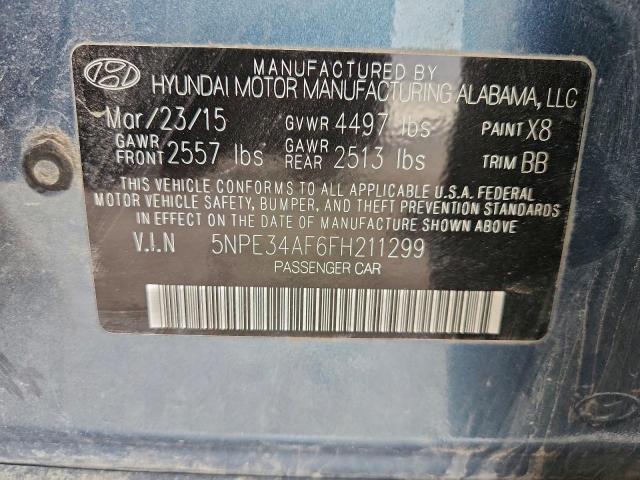 MANUFACTURED BY
HYUNDAI MOTOR MANUFACTURING ALABAMA, LLC
Mar/23/15 GVWR 4497 lbs PAINT X8
GAWR FRONT 2557 lbs GAWR REAR 2513 lbs TRIM BB
THIS VEHICLE CONFORMS TO ALL APPLICABLE U.S.A. FEDERAL
MOTOR VEHICLE SAFETY, BUMPER, AND THEFT PREVENTION STANDARDS
IN EFFECT ON THE DATE OF MANUFACTURE SHOWN ABOVE.
V.I.N 5NPE34AF6FH211299
PASSENGER CAR